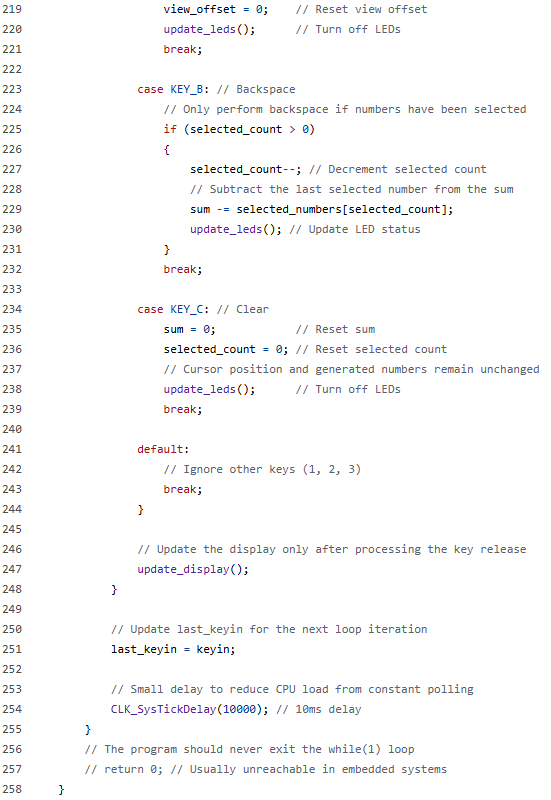 219                     view_offset = 0;    // Reset view offset
220                     update_leds();      // Turn off LEDs
221                     break;
222
223                 case KEY_B: // Backspace
224                     // Only perform backspace if numbers have been selected
225                     if (selected_count > 0)
226                     {
227                         selected_count--; // Decrement selected count
228                         // Subtract the last selected number from the sum
229                         sum -= selected_numbers[selected_count];
230                         update_leds(); // Update LED status
231                     }
232                     break;
233
234                 case KEY_C: // Clear
235                     sum = 0;            // Reset sum
236                     selected_count = 0; // Reset selected count
237                     // Cursor position and generated numbers remain unchanged
238                     update_leds();      // Turn off LEDs
239                     break;
240
241                 default:
242                     // Ignore other keys (1, 2, 3)
243                     break;
244                 }
245
246                 // Update the display only after processing the key release
247                 update_display();
248             }
249
250             // Update last_keyin for the next loop iteration
251             last_keyin = keyin;
252
253             // Small delay to reduce CPU load from constant polling
254             CLK_SysTickDelay(10000); // 10ms delay
255         }
256         // The program should never exit the while(1) loop
257         // return 0; // Usually unreachable in embedded systems
258     }